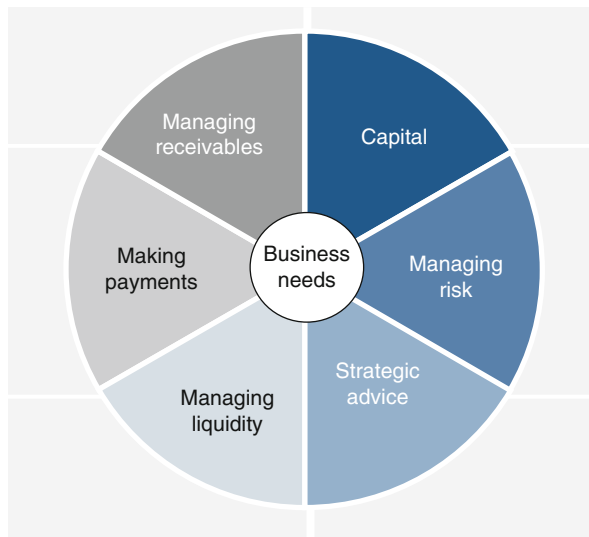 Managing
receivables
Capital
Making
payments
Business
needs
Managing
risk
Managing
liquidity
Strategic
advice